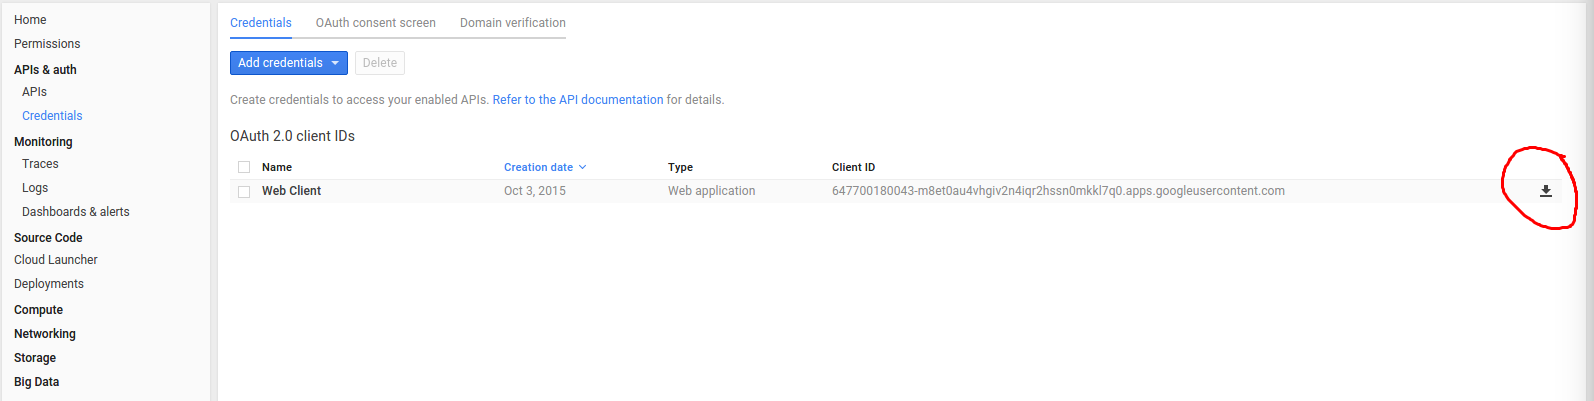 Home
Permissions
APIs & auth
APIs
Credentials
Monitoring
Traces
Logs
Dashboards & alerts
Source Code
Cloud Launcher
Deployments
Compute
Networking
Storage
Big Data
Credentials OAuth consent screen Domain verification
Add credentials Delete
Create credentials to access your enabled APIs. Refer to the API documentation for details.
OAuth 2.0 client IDs
Name Creation date Type Client ID
Web Client Oct 3, 2015 Web application 647700180043-m8et0au4vhgiv2n4iqr2hssn0mkkl7q0.apps.googleusercontent.com